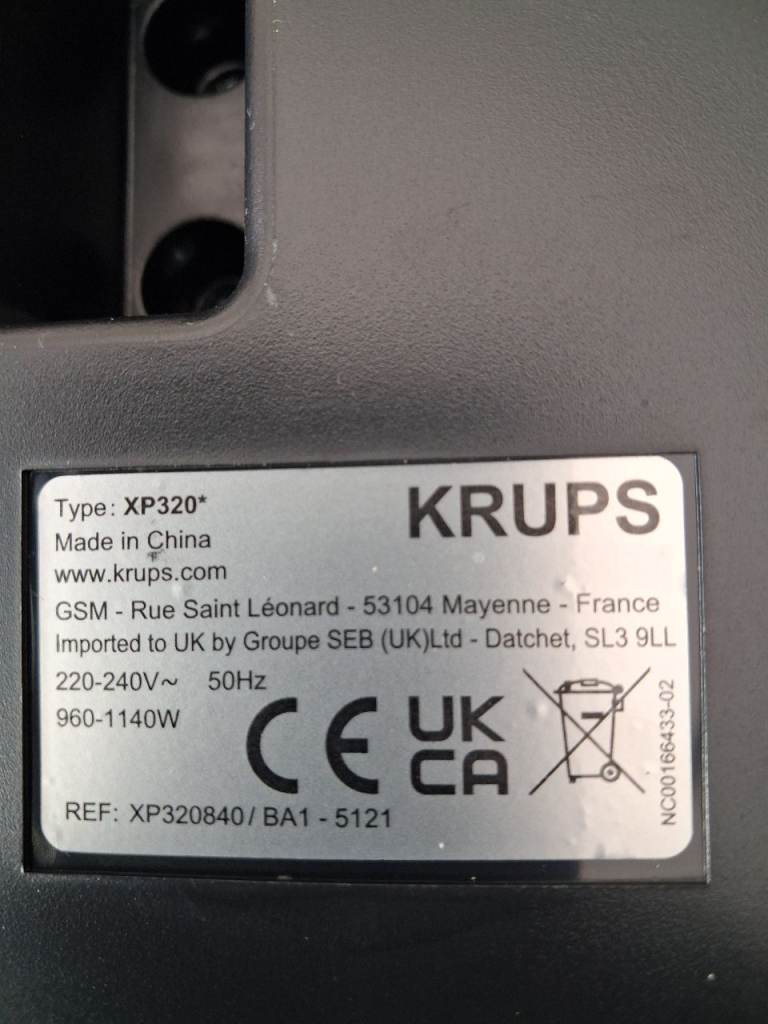 Type: XP320*
KRUPS
Made in China
www.krups.com
GSM - Rue Saint Léonard - 53104 Mayenne - France
Imported to UK by Groupe SEB (UK)Ltd - Datchet, SL3 9LL
220-240V~ 50Hz
960-1140W
CE
UK
CA
NC00166433-02
REF: XP320840/ BA1 - 5121